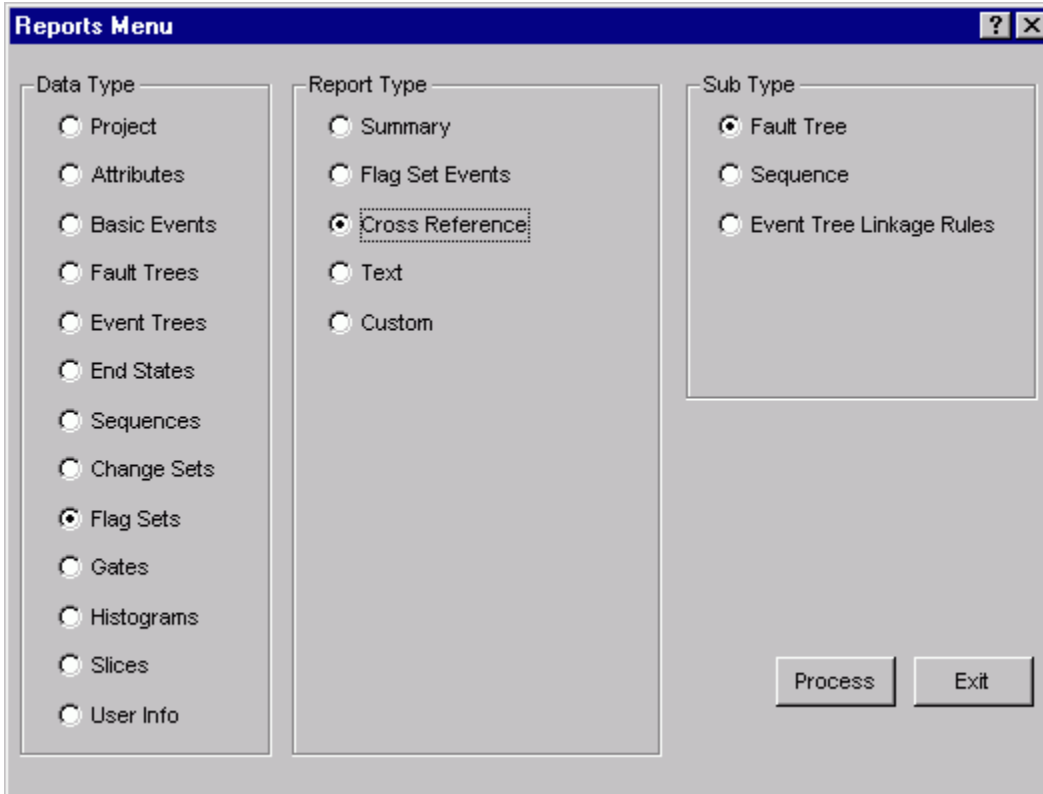 Reports Menu
Data Type
Project
Attributes
Basic Events
Fault Trees
Event Trees
End States
Sequences
Change Sets
Flag Sets
Gates
Histograms
Slices
User Info
Report Type
Summary
Flag Set Events
Cross Reference
Text
Custom
Sub Type
Fault Tree
Sequence
Event Tree Linkage Rules
Process
Exit